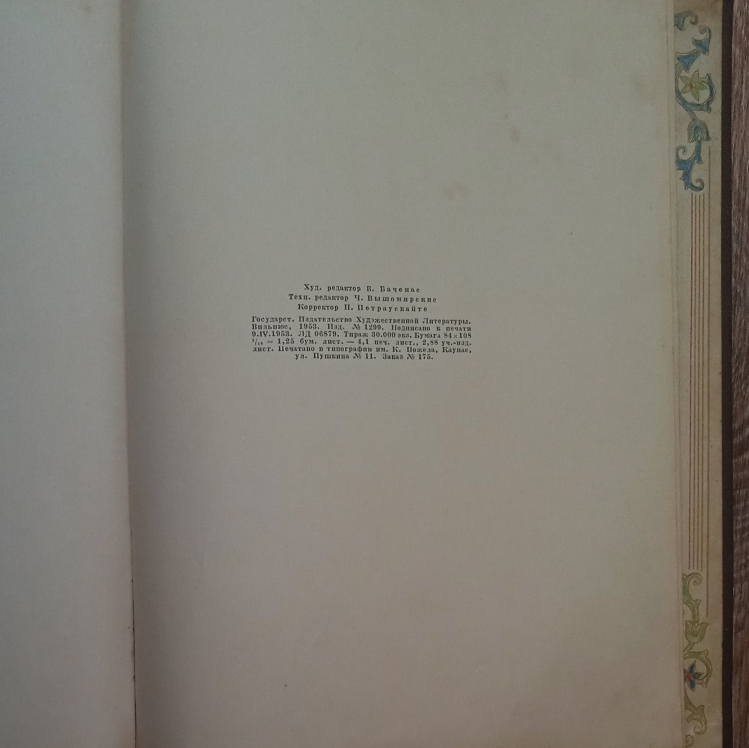 Худ. редактор В. Баченас
Техн. редактор Ч. Вышомирские
Корректор П. Петраускайте
Государст. Издательство Художественной Литературы.
Вильнюс, 1953. Изд. № 1299. Подписано к печати
9.IV.1953. ЛД 06879. Тираж 30.000 экз. Бумага 84×108
= 1,25 бум. лист. — 4,1 печ. лист., 2,88 уч.-изд.
лист. Печатано в типографии им. К. Пожела, Каунас,
ул. Пушкина № 11. Заказ № 175.